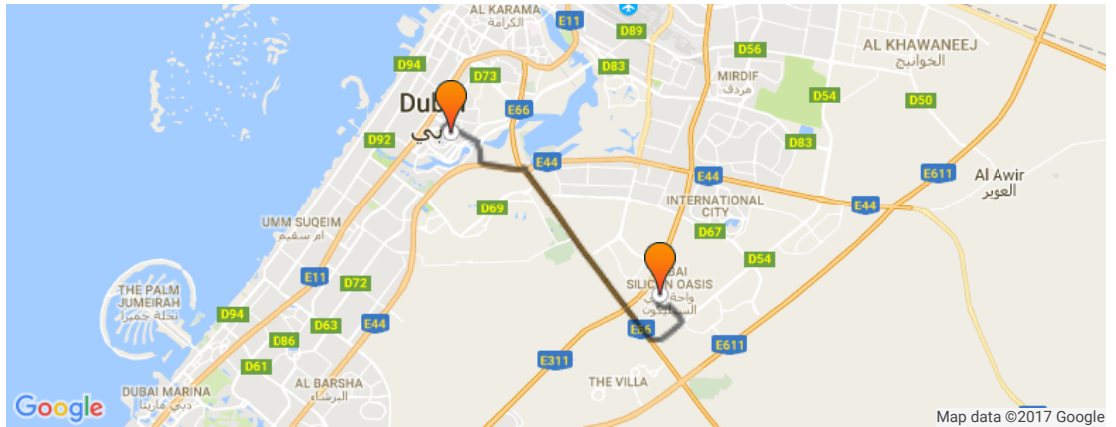 AL KARAMA
الكرامة
E11
D94
D73
D89
D83
D56
AL KHAWANEEJ
الخوانيج
MIRDIF
مردف
D54
D50
E66
دبي
D92
D83
E44
E44
E611
Al Awir
العوير
INTERNATIONAL
CITY
D69
E44
UMM SUQEIM
ام سقيم
D67
D54
SILICON OASIS
E11
THE PALM
JUMEIRAH
نخلة جميرا
D72
D94
D63
E44
E66
E611
D86
E311
D61
THE VILLA
AL BARSHA
البرشاء
DUBAI MARINA
دبي مارينا
Google
Map data ©2017 Google